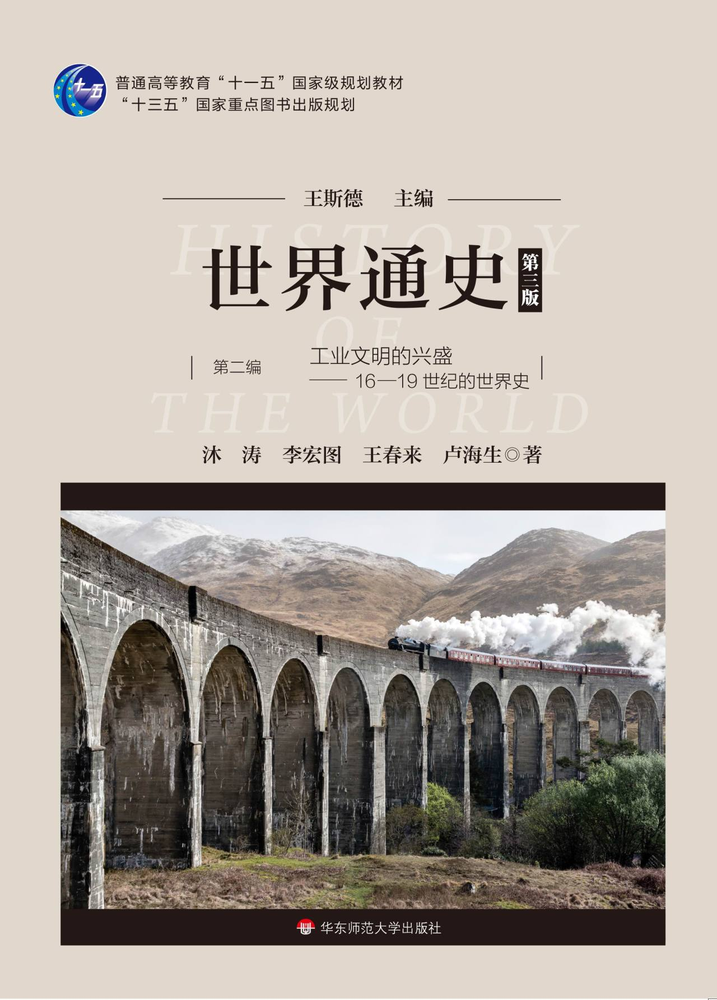 十一五
普通高等教育“十一五”国家级规划教材
“十三五”国家重点图书出版规划
王斯德 主编
HISTORY
世界通史 第三版
OF
第二编 工业文明的兴盛
—— 16—19 世纪的世界史
THE WORLD
沐 涛 李宏图 王春来 卢海生◎著
华东师范大学出版社